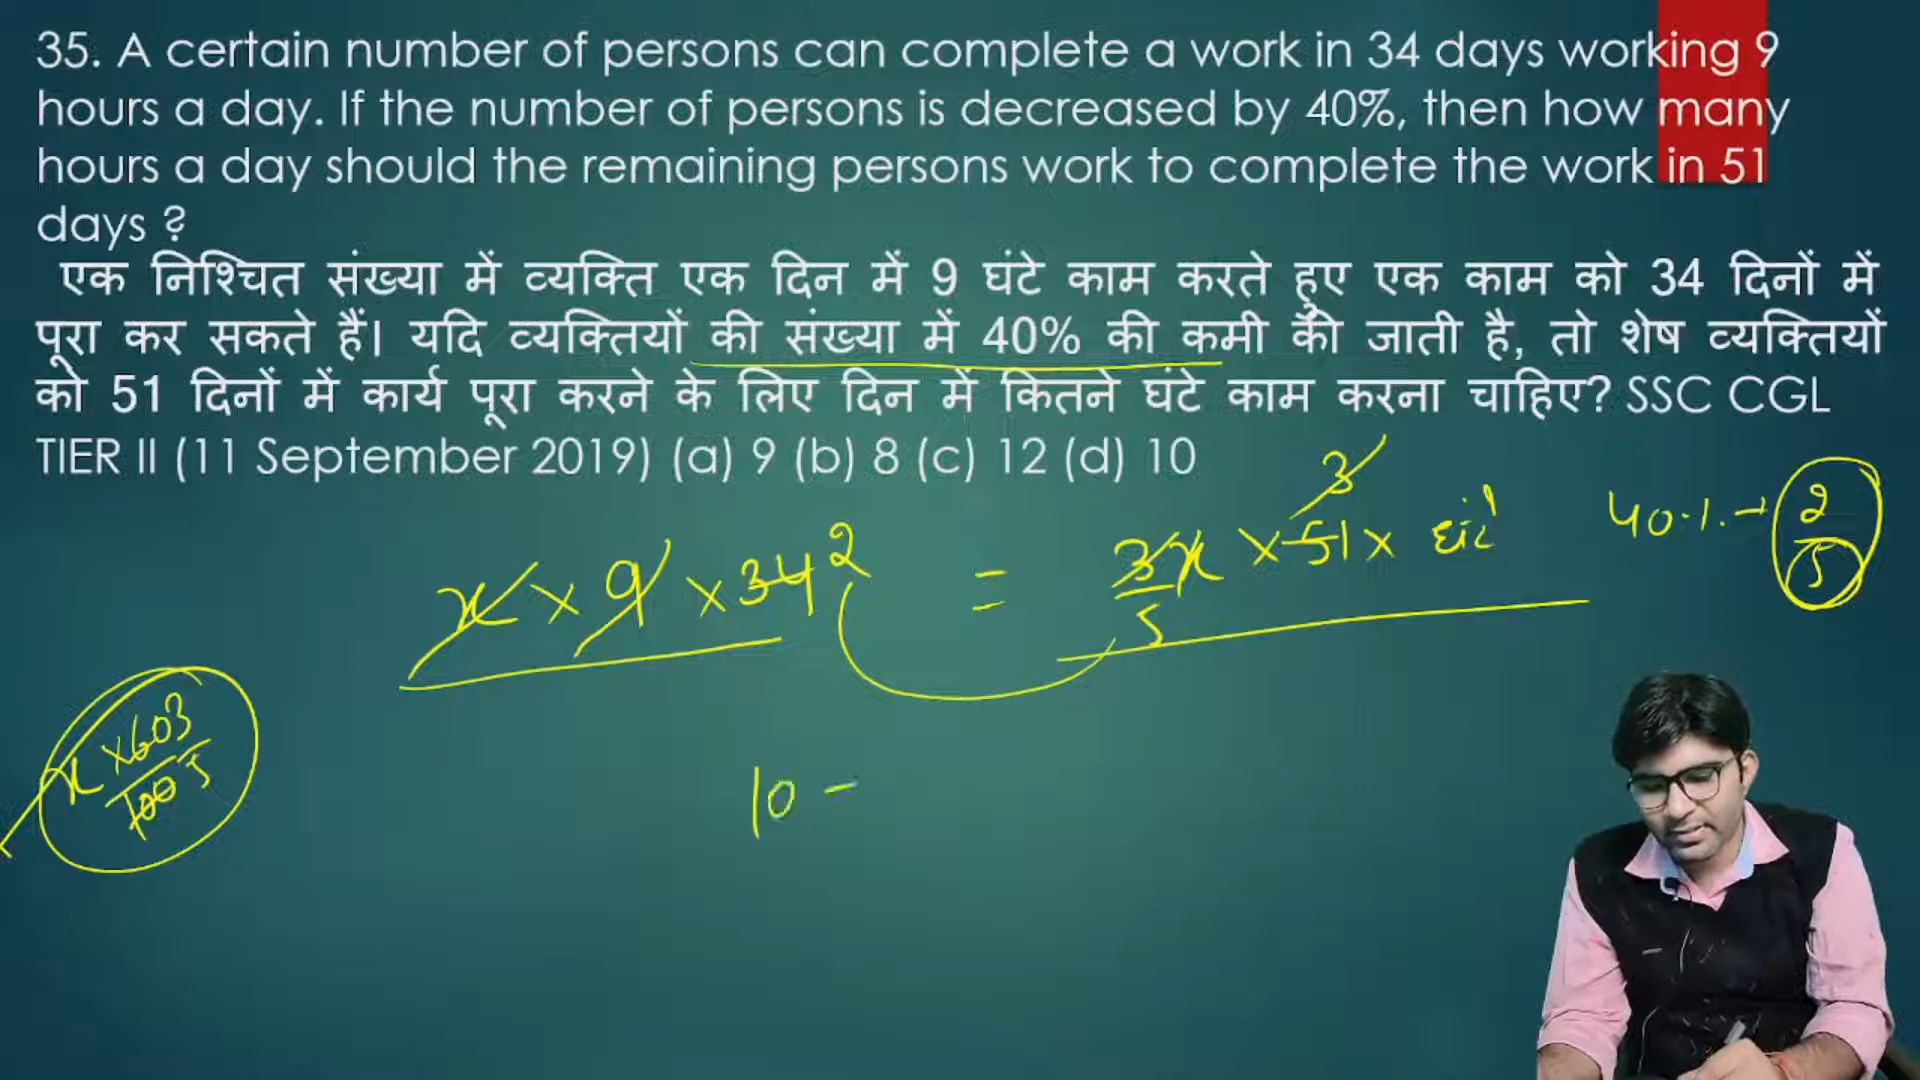 35. A certain number of persons can complete a work in 34 days working 9
hours a day. If the number of persons is decreased by 40%, then how many
hours a day should the remaining persons work to complete the work in 51
days ?
एक निश्चित संख्या में व्यक्ति एक दिन में 9 घंटे काम करते हुए एक काम को 34 दिनों में
पूरा कर सकते हैं। यदि व्यक्तियों की संख्या में 40% की कमी की जाती है, तो शेष व्यक्तियों
को 51 दिनों में कार्य पूरा करने के लिए दिन में कितने घंटे काम करना चाहिए? SSC CGL
TIER II (11 September 2019) (a) 9 (b) 8 (c) 12 (d) 10
3
40% → 2/5
x × 9 × 34 2 = 3x/5 × 51 × घंटे
x × 60 3/100 5
10 -